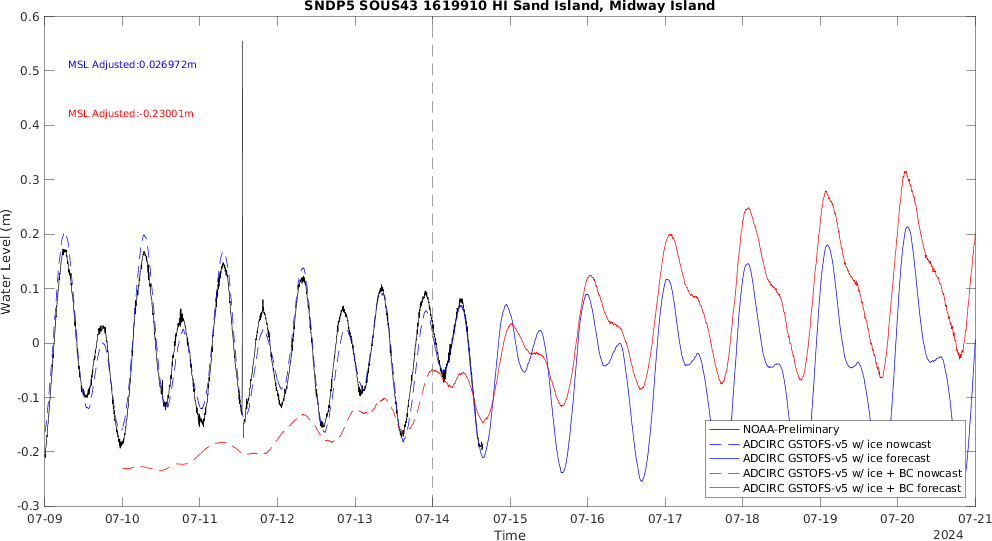 SNDP5 SOUS43 1619910 HI Sand Island, Midway Island
0.6
0.5
0.4
0.3
0.2
0.1
0
-0.1
-0.2
-0.3
Water Level (m)
MSL Adjusted:0.026972m
MSL Adjusted:-0.23001m
NOAA-Preliminary
ADCIRC GSTOFS-v5 w/ ice nowcast
ADCIRC GSTOFS-v5 w/ ice forecast
ADCIRC GSTOFS-v5 w/ ice + BC nowcast
ADCIRC GSTOFS-v5 w/ ice + BC forecast
07-09 07-10 07-11 07-12 07-13 07-14 07-15 07-16 07-17 07-18 07-19 07-20 07-21
Time
2024